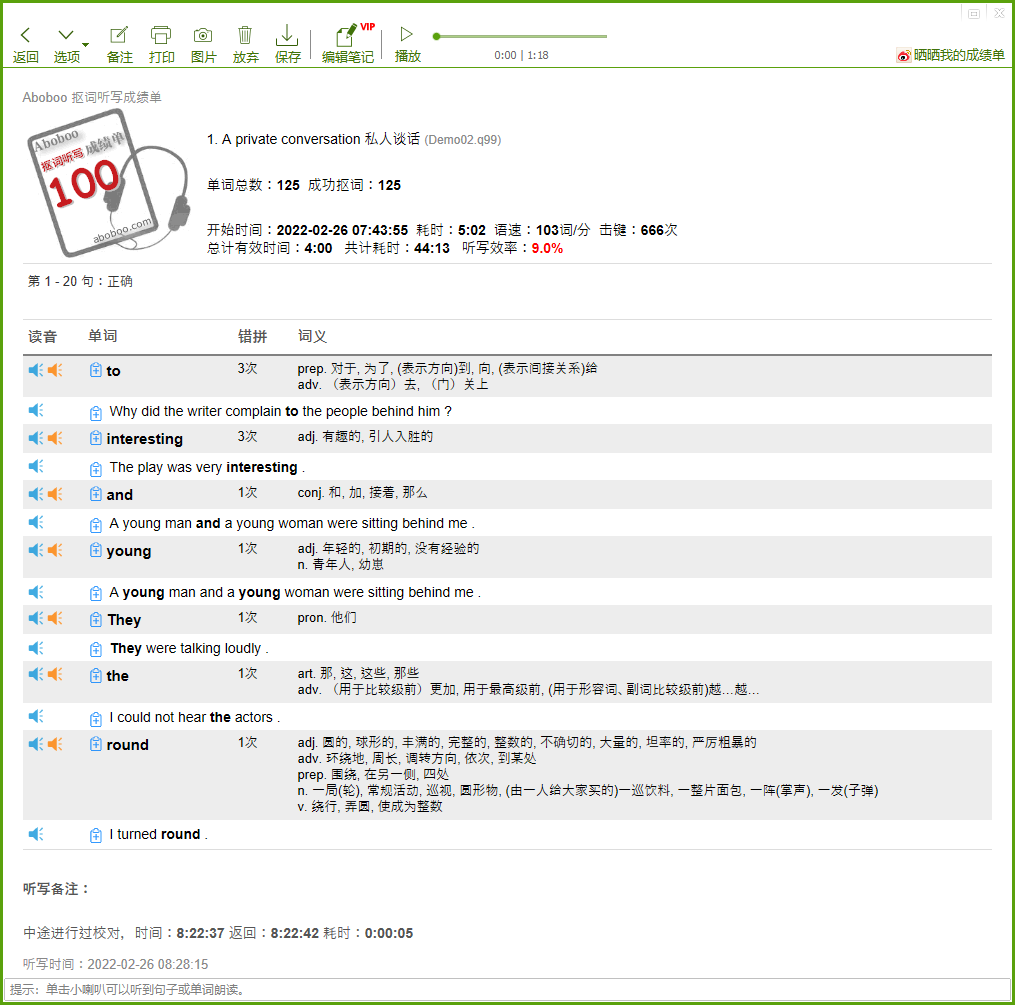 返回 选项 备注 打印 图片 放弃 保存 编辑笔记 VIP 播放 0:00 | 1:18 晒晒我的成绩单
Aboboo 抠词听写成绩单
Aboboo 成绩单
抠词听写
100
aboboo.com
1. A private conversation 私人谈话 (Demo02.q99)
单词总数：125 成功抠词：125
开始时间：2022-02-26 07:43:55 耗时：5:02 语速：103词/分 击键：666次
总计有效时间：4:00 共计耗时：44:13 听写效率：9.0%
第 1 - 20 句：正确
读音 单词 错拼 词义
to 3次 prep. 对于, 为了, (表示方向)到, 向, (表示间接关系)给
adv. （表示方向）去, （门）关上
Why did the writer complain to the people behind him ?
interesting 3次 adj. 有趣的, 引人入胜的
The play was very interesting .
and 1次 conj. 和, 加, 接着, 那么
A young man and a young woman were sitting behind me .
young 1次 adj. 年轻的, 初期的, 没有经验的
n. 青年人, 幼崽
A young man and a young woman were sitting behind me .
They 1次 pron. 他们
They were talking loudly .
the 1次 art. 那, 这, 这些, 那些
adv. （用于比较级前）更加, 用于最高级前, (用于形容词、副词比较级前)越…越…
I could not hear the actors .
round 1次 adj. 圆的, 球形的, 丰满的, 完整的, 整数的, 不确切的, 大量的, 坦率的, 严厉粗暴的
adv. 环绕地, 周长, 调转方向, 依次, 到某处
prep. 围绕, 在另一侧, 四处
n. 一局(轮), 常规活动, 巡视, 圆形物, (由一人给大家买的)一巡饮料, 一整片面包, 一阵(掌声), 一发(子弹)
v. 绕行, 弄圆, 使成为整数
I turned round .
听写备注：
中途进行过校对，时间：8:22:37 返回：8:22:42 耗时：0:00:05
听写时间：2022-02-26 08:28:15
提示：单击小喇叭可以听到句子或单词朗读。